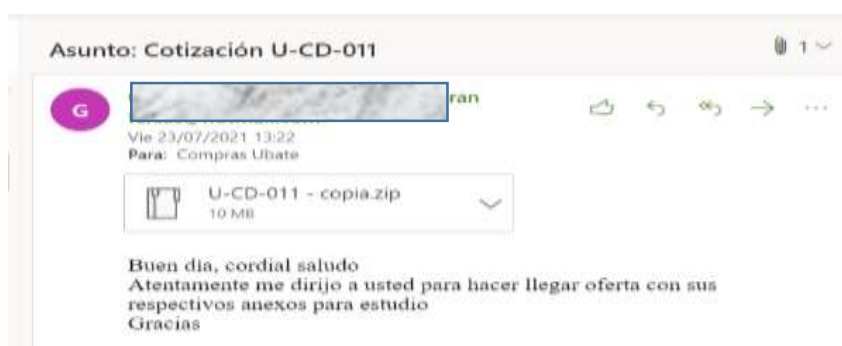 Asunto: Cotización U-CD-011
1
G
ran
Vie 23/07/2021 13:22
Para: Compras Ubate
U-CD-011 - copia.zip
10 MB
Buen dia, cordial saludo
Atentamente me dirijo a usted para hacer llegar oferta con sus
respectivos anexos para estudio
Gracias